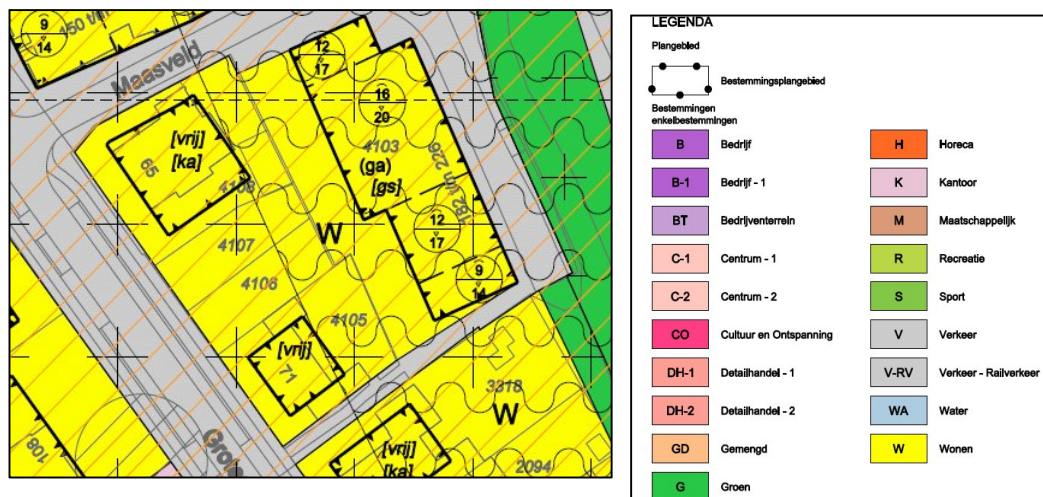 9
14
150 t/m
Maasveld
12
17
16
20
[vrij]
[ka]
65
4103
(ga)
[gs]
182 t/m 226
4108
4107
W
12
17
9
14
4106
4105
[vrij]
71
3318
W
[vrij]
[ka]
108
2094
LEGENDA
Plangebied
Bestemmingsplangebied
Bestemmingen
enkelbestemmingen
B Bedrijf
B-1 Bedrijf - 1
BT Bedrijventerrein
C-1 Centrum - 1
C-2 Centrum - 2
CO Cultuur en Ontspanning
DH-1 Detailhandel - 1
DH-2 Detailhandel - 2
GD Gemengd
G Groen
H Horeca
K Kantoor
M Maatschappelijk
R Recreatie
S Sport
V Verkeer
V-RV Verkeer - Railverkeer
WA Water
W Wonen